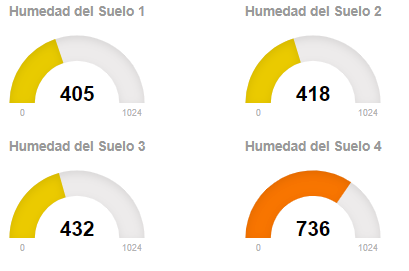 Humedad del Suelo 1
405
0 1024
Humedad del Suelo 2
418
0 1024
Humedad del Suelo 3
432
0 1024
Humedad del Suelo 4
736
0 1024